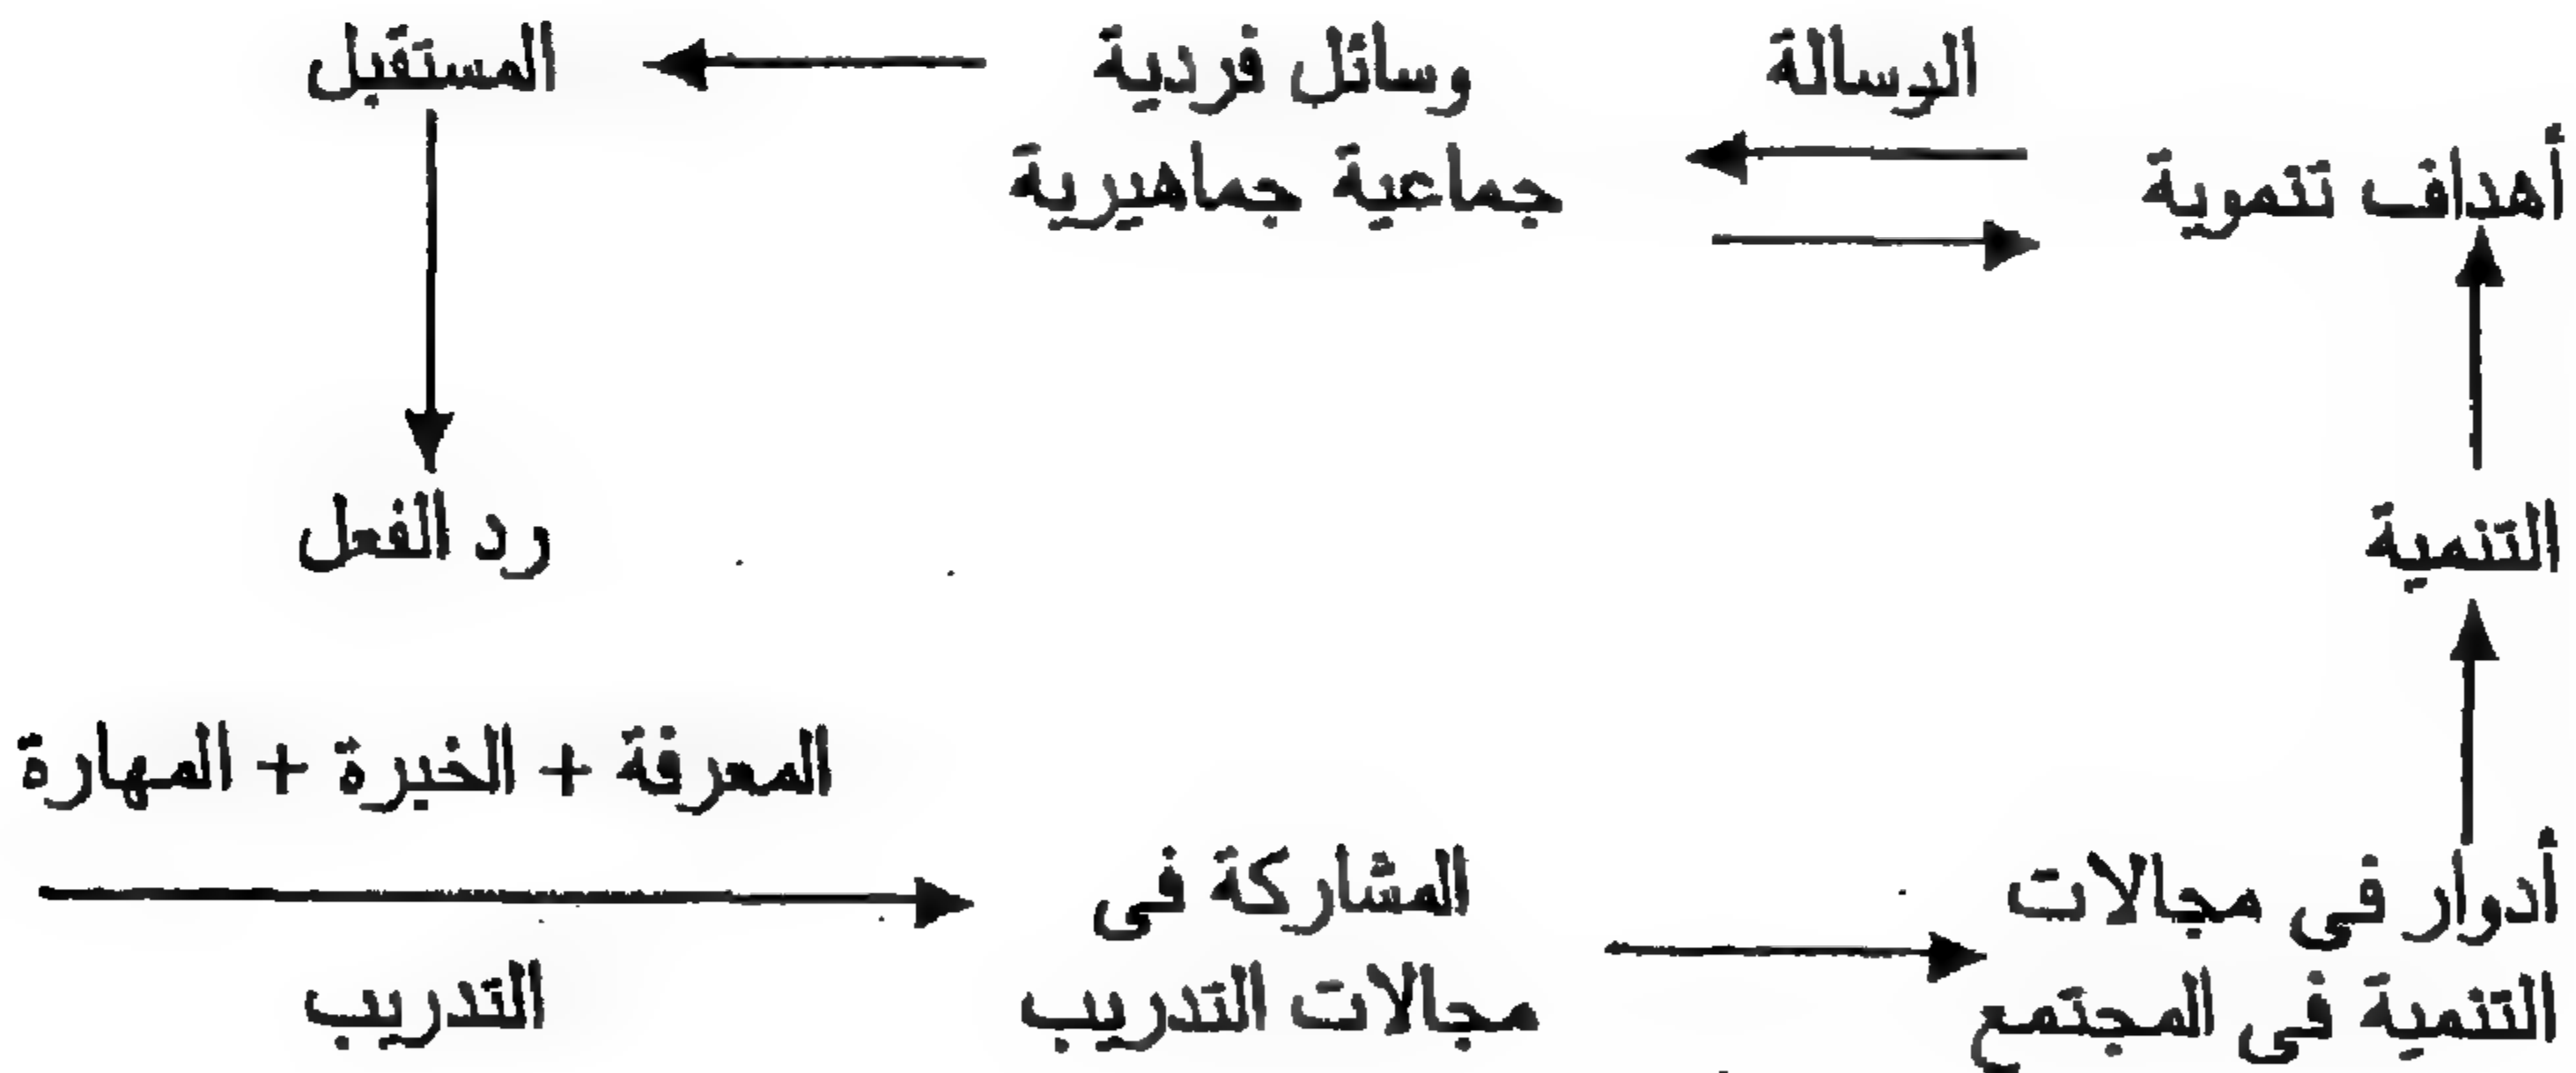 الرسالة
أهداف تنموية
وسائل فردية
جماعية جماهيرية
المستقبل
رد الفعل
التنمية
المعرفة + الخبرة + المهارة
التدريب
المشاركة فى
مجالات التدريب
أدوار فى مجالات
التنمية فى المجتمع